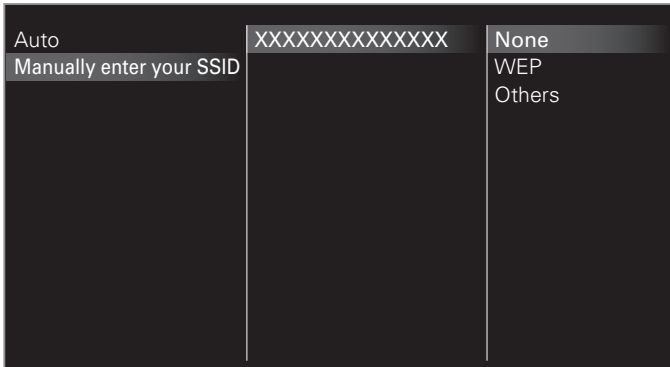 Auto
Manually enter your SSID
XXXXXXXXXXXXXX
None
WEP
Others